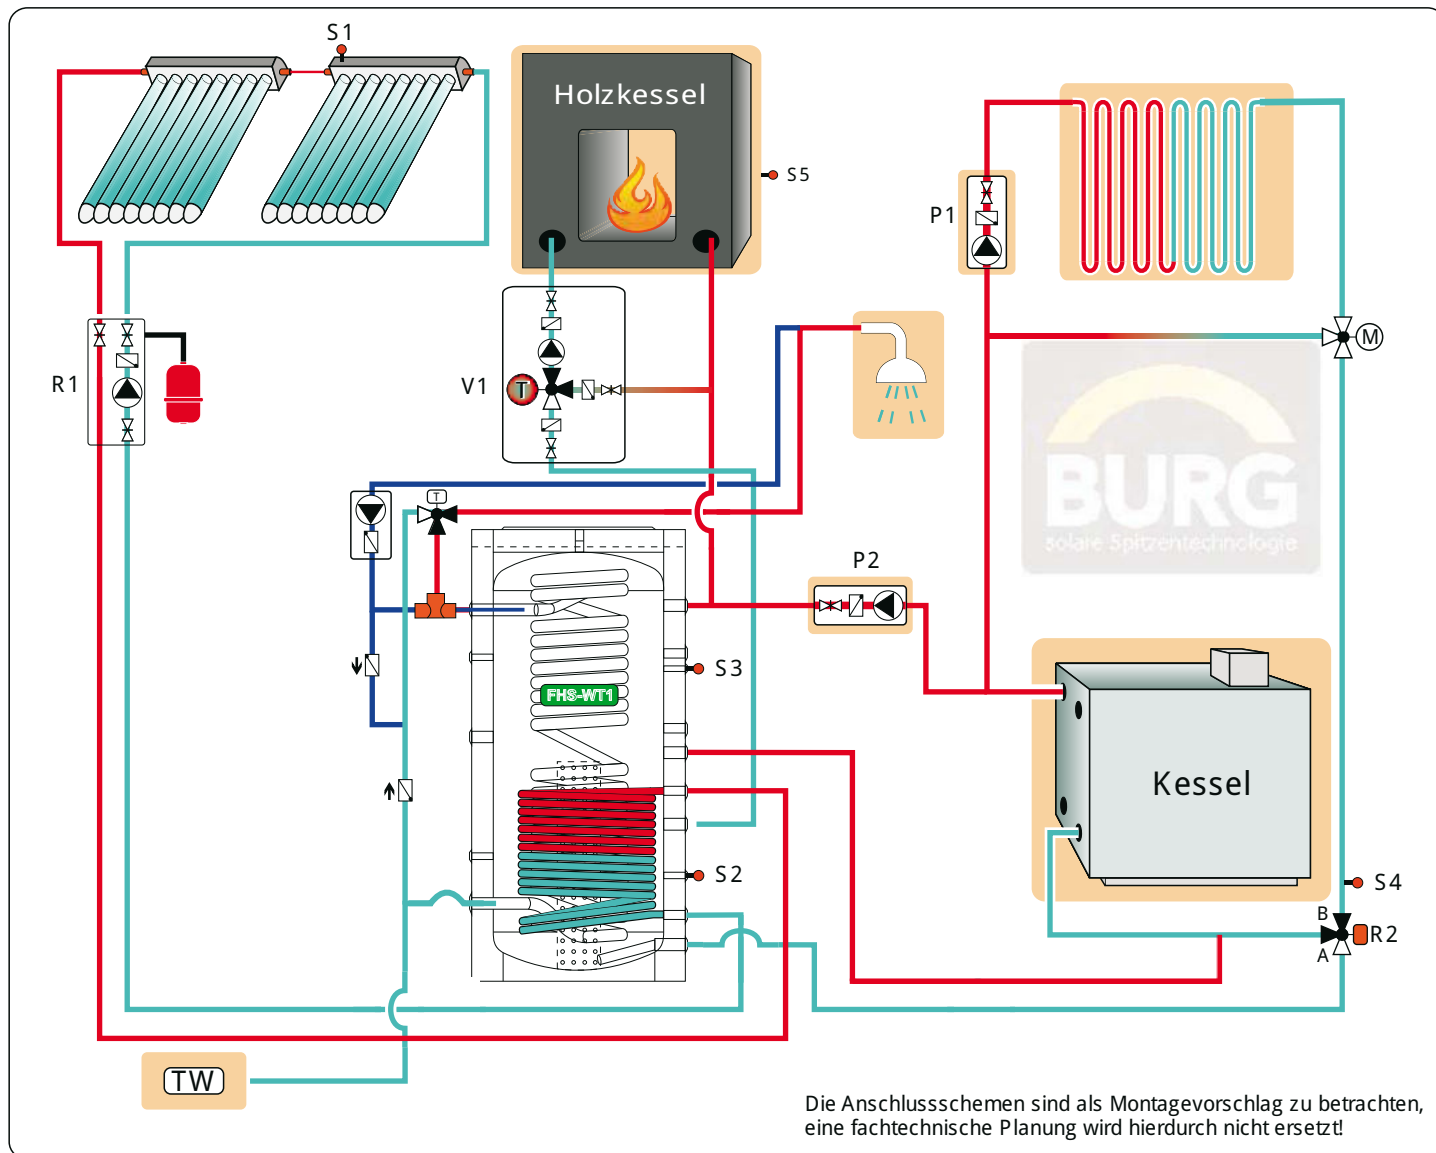 S1
Holzkessel
S5
P1
M
R1
V1
T
BURG
solare Spitzentechnologie
T
P2
S3
FHS-WT1
Kessel
S2
S4
B
R2
A
TW
Die Anschlussschemen sind als Montagevorschlag zu betrachten,
eine fachtechnische Planung wird hierdurch nicht ersetzt!